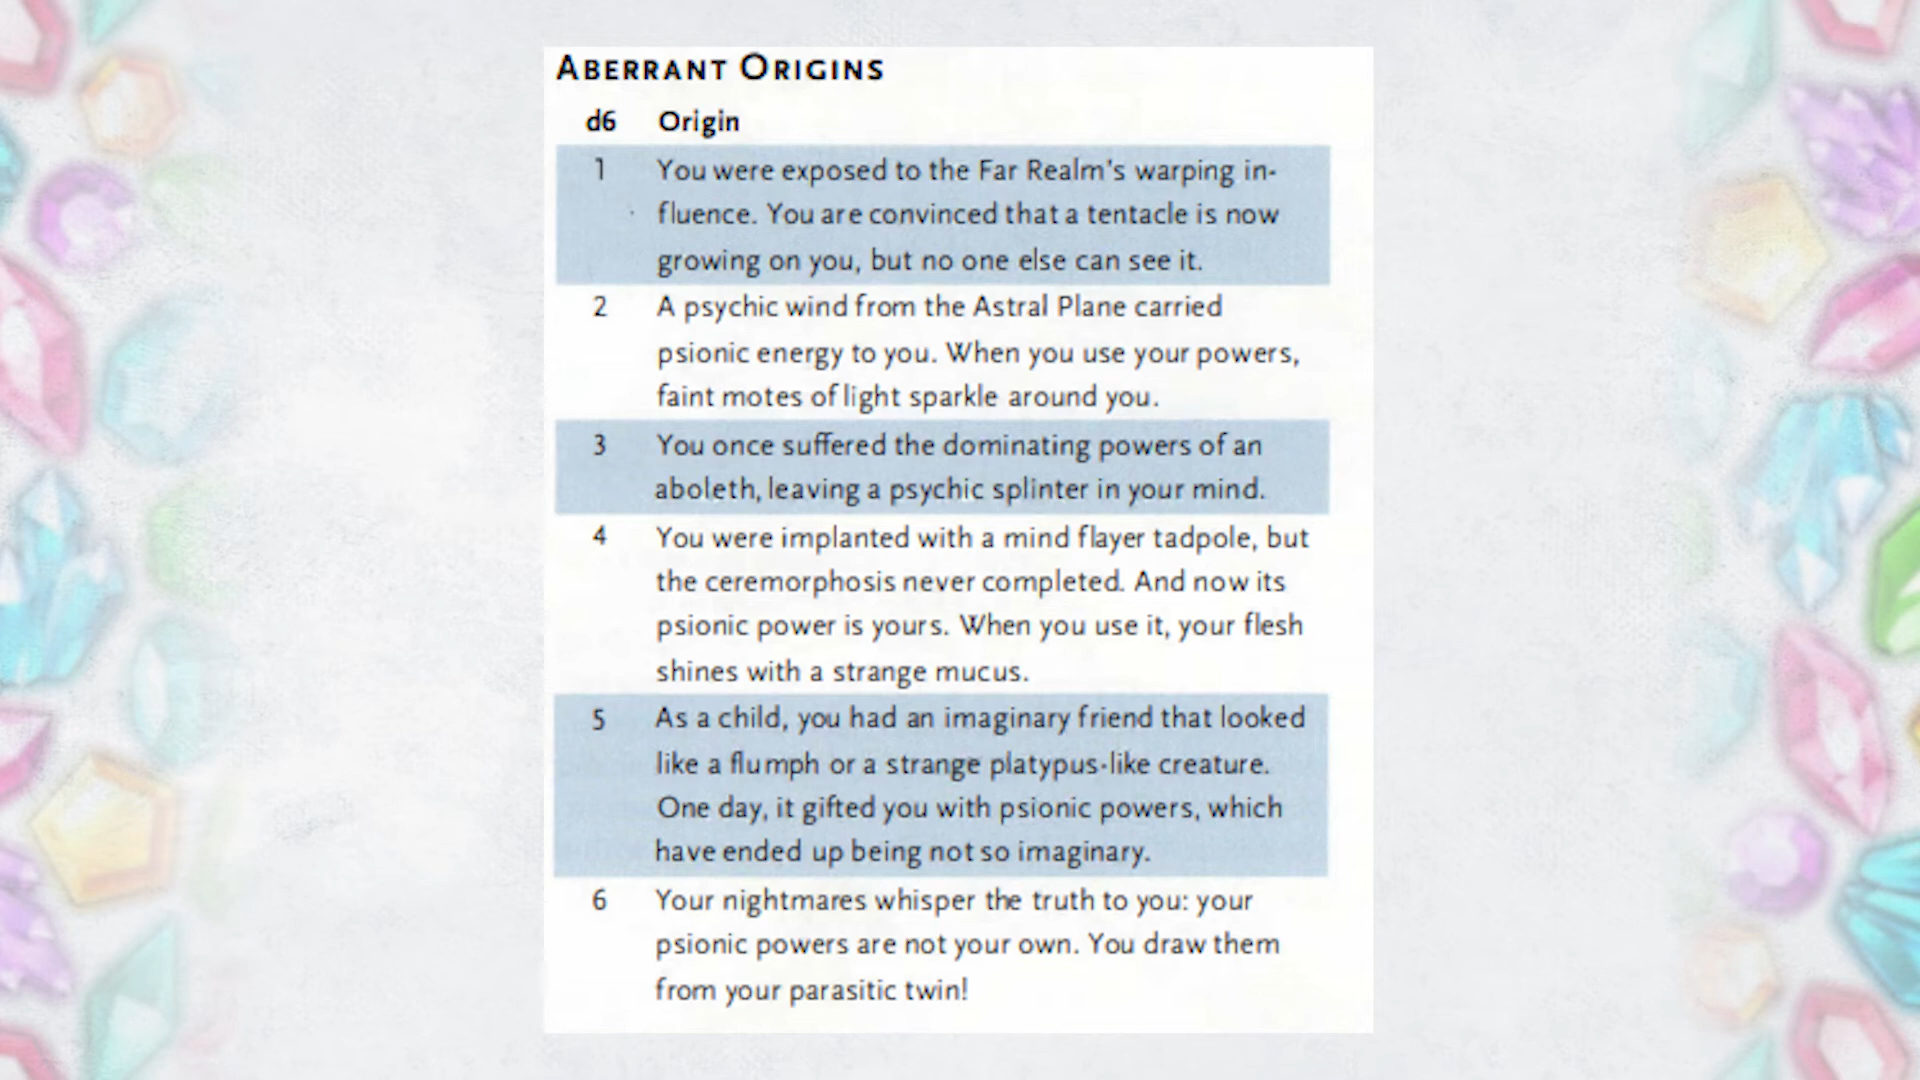 ABERRANT ORIGINS
d6 Origin
1 You were exposed to the Far Realm's warping in-
fluence. You are convinced that a tentacle is now
growing on you, but no one else can see it.
2 A psychic wind from the Astral Plane carried
psionic energy to you. When you use your powers,
faint motes of light sparkle around you.
3 You once suffered the dominating powers of an
aboleth, leaving a psychic splinter in your mind.
4 You were implanted with a mind flayer tadpole, but
the ceremorphosis never completed. And now its
psionic power is yours. When you use it, your flesh
shines with a strange mucus.
5 As a child, you had an imaginary friend that looked
like a flumph or a strange platypus-like creature.
One day, it gifted you with psionic powers, which
have ended up being not so imaginary.
6 Your nightmares whisper the truth to you: your
psionic powers are not your own. You draw them
from your parasitic twin!